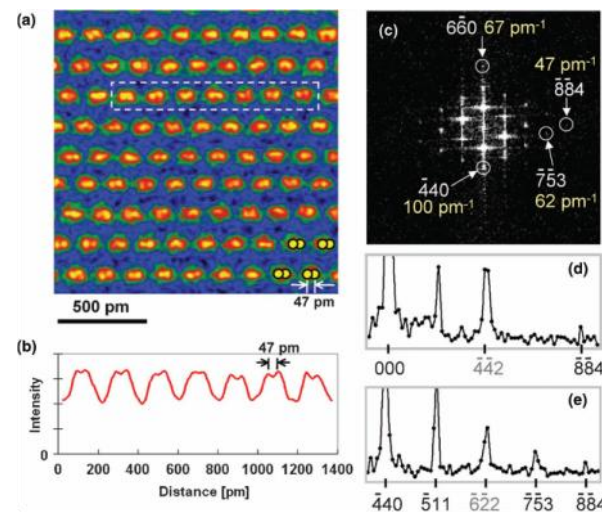 (a)
47 pm
500 pm
(b)
47 pm
Intensity
0
0 200 400 600 800 1000 1200 1400
Distance [pm]
(c)
66̄0 67 pm⁻¹
47 pm⁻¹
8̄8̄4
4̄40
100 pm⁻¹
7̄5̄3
62 pm⁻¹
(d)
000 4̄4̄2 8̄8̄4
(e)
4̄40 5̄11 6̄2̄2 7̄5̄3 8̄8̄4